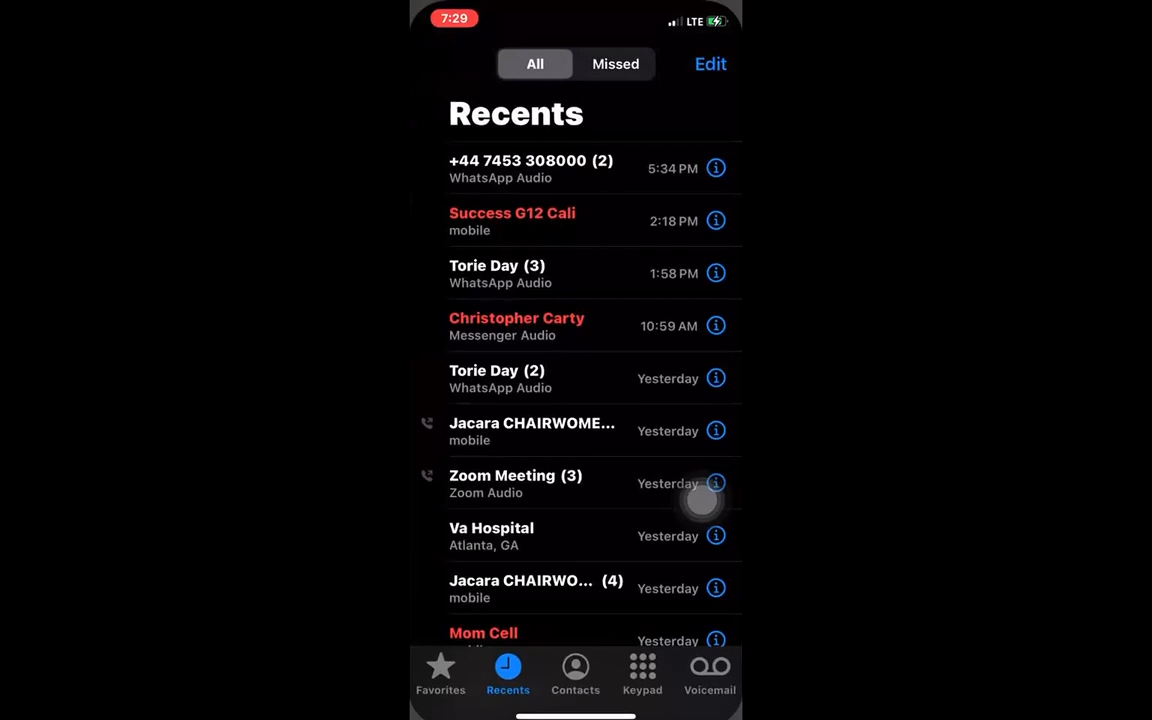 7:29
LTE
All
Missed
Edit
Recents
+44 7453 308000 (2)
WhatsApp Audio
5:34 PM
Success G12 Cali
mobile
2:18 PM
Torie Day (3)
WhatsApp Audio
1:58 PM
Christopher Carty
Messenger Audio
10:59 AM
Torie Day (2)
WhatsApp Audio
Yesterday
Jacara CHAIRWOME...
mobile
Yesterday
Zoom Meeting (3)
Zoom Audio
Yesterday
Va Hospital
Atlanta, GA
Yesterday
Jacara CHAIRWO... (4)
mobile
Yesterday
Mom Cell
Yesterday
Favorites
Recents
Contacts
Keypad
Voicemail